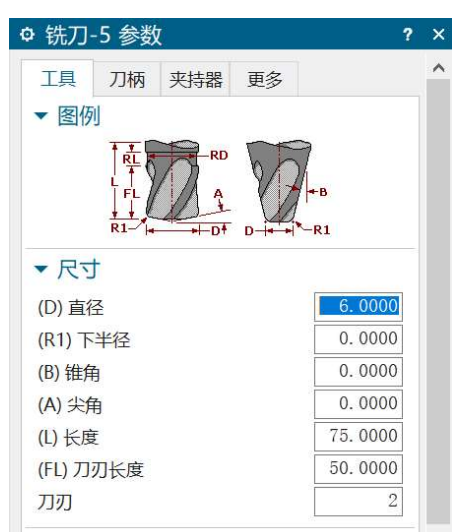 铣刀-5 参数 ? ×
工具 刀柄 夹持器 更多
图例
RL RD
L FL A B
R1 D D R1
尺寸
(D) 直径 6.0000
(R1) 下半径 0.0000
(B) 锥角 0.0000
(A) 尖角 0.0000
(L) 长度 75.0000
(FL) 刀刃长度 50.0000
刀刃 2